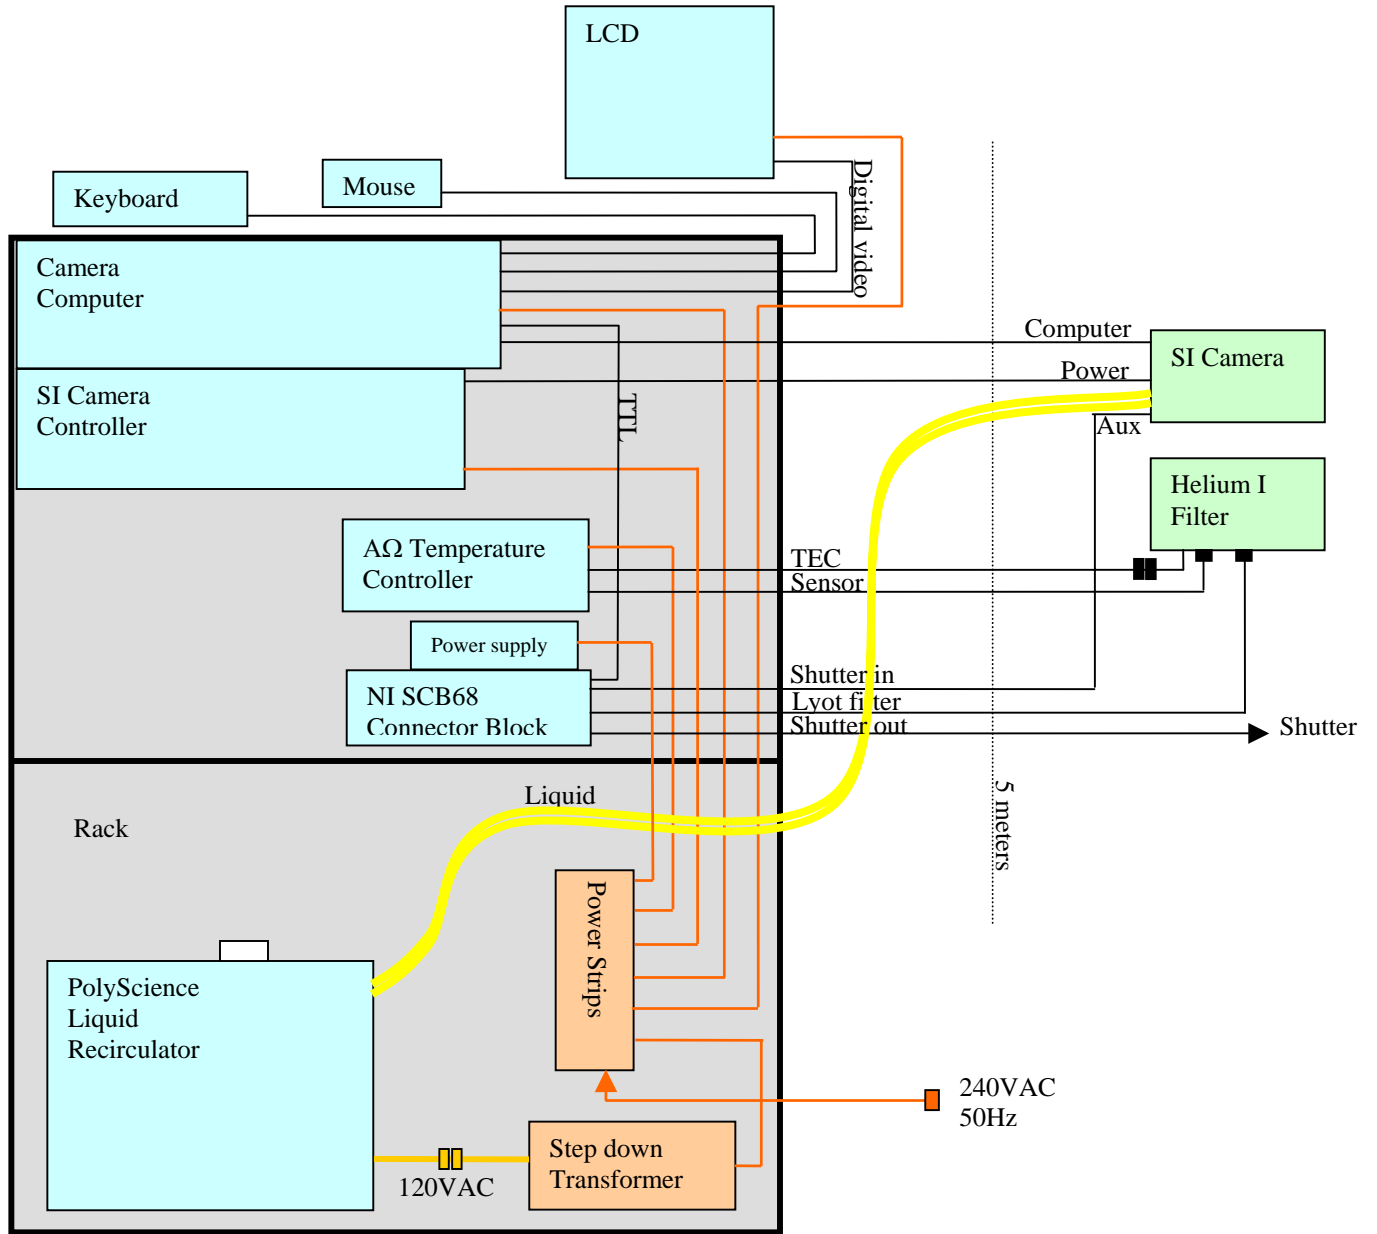 LCD
Keyboard
Mouse
Digital video
Camera
Computer
Computer
SI Camera
Power
SI Camera
Controller
TTL
Aux
Helium I
Filter
AΩ Temperature
Controller
TEC
Sensor
Power supply
NI SCB68
Connector Block
Shutter in
Lyot filter
Shutter out
Shutter
5 meters
Liquid
Rack
Power Strips
PolyScience
Liquid
Recirculator
240VAC
50Hz
Step down
Transformer
120VAC